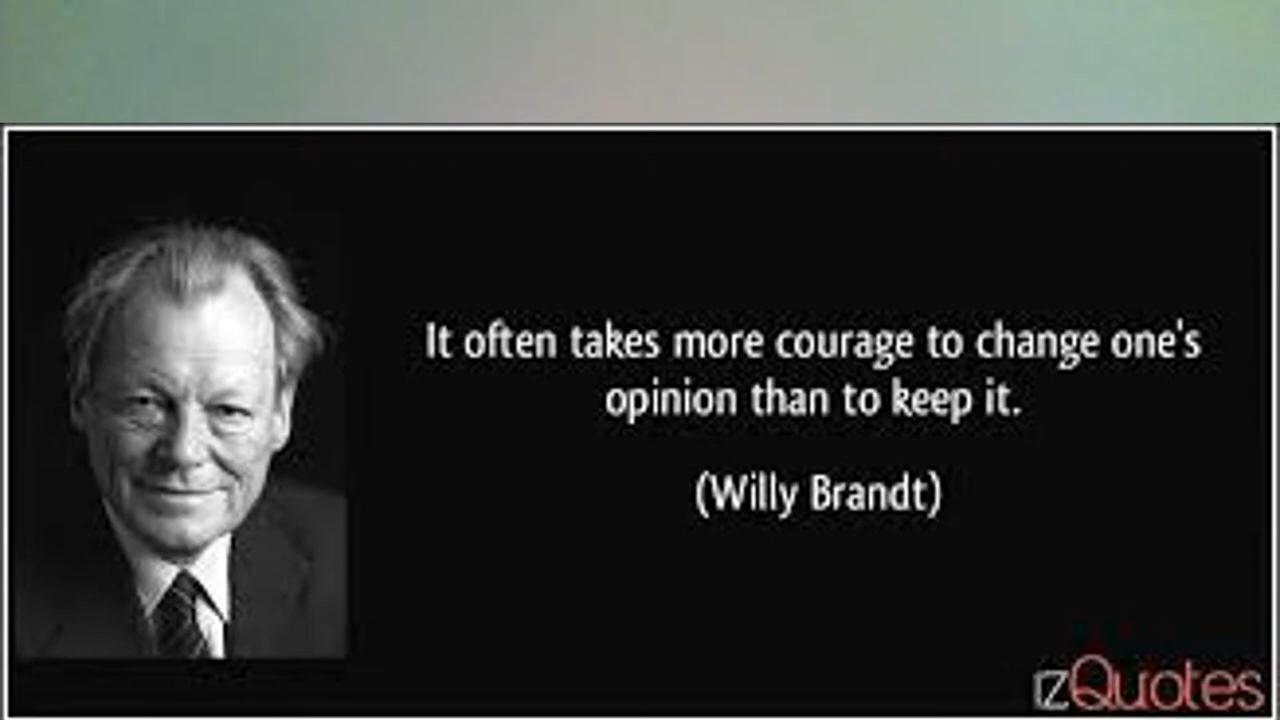 It often takes more courage to change one's
opinion than to keep it.
(Willy Brandt)
izQuotes